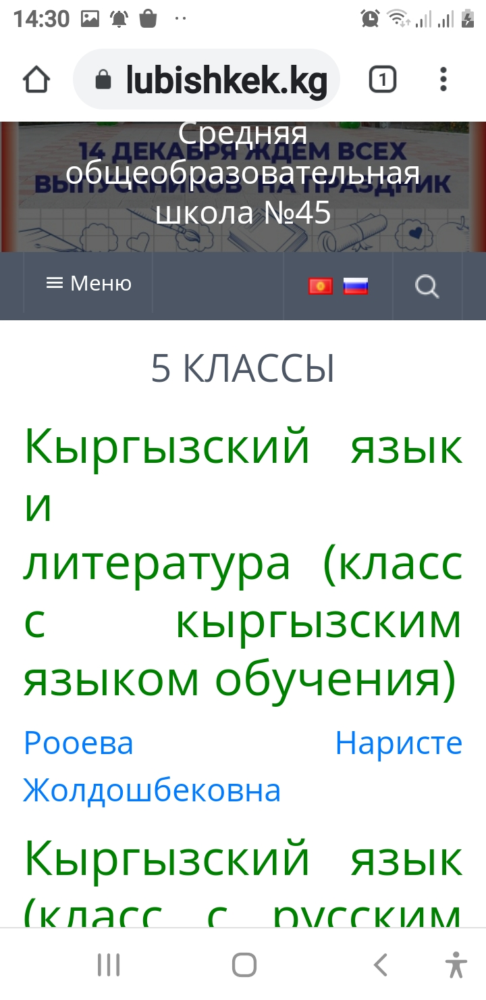 14:30
lubishkek.kg
1
Средняя
14 ДЕКАБРЯ ЖДЕМ ВСЕХ
общеобразовательная
ВЫПУСКНИКОВ НА ПРАЗДНИК
школа №45
Меню
5 КЛАССЫ
Кыргызский язык
и
литература (класс
с кыргызским
языком обучения)
Рооева Наристе
Жолдошбековна
Кыргызский язык
(класс с русским